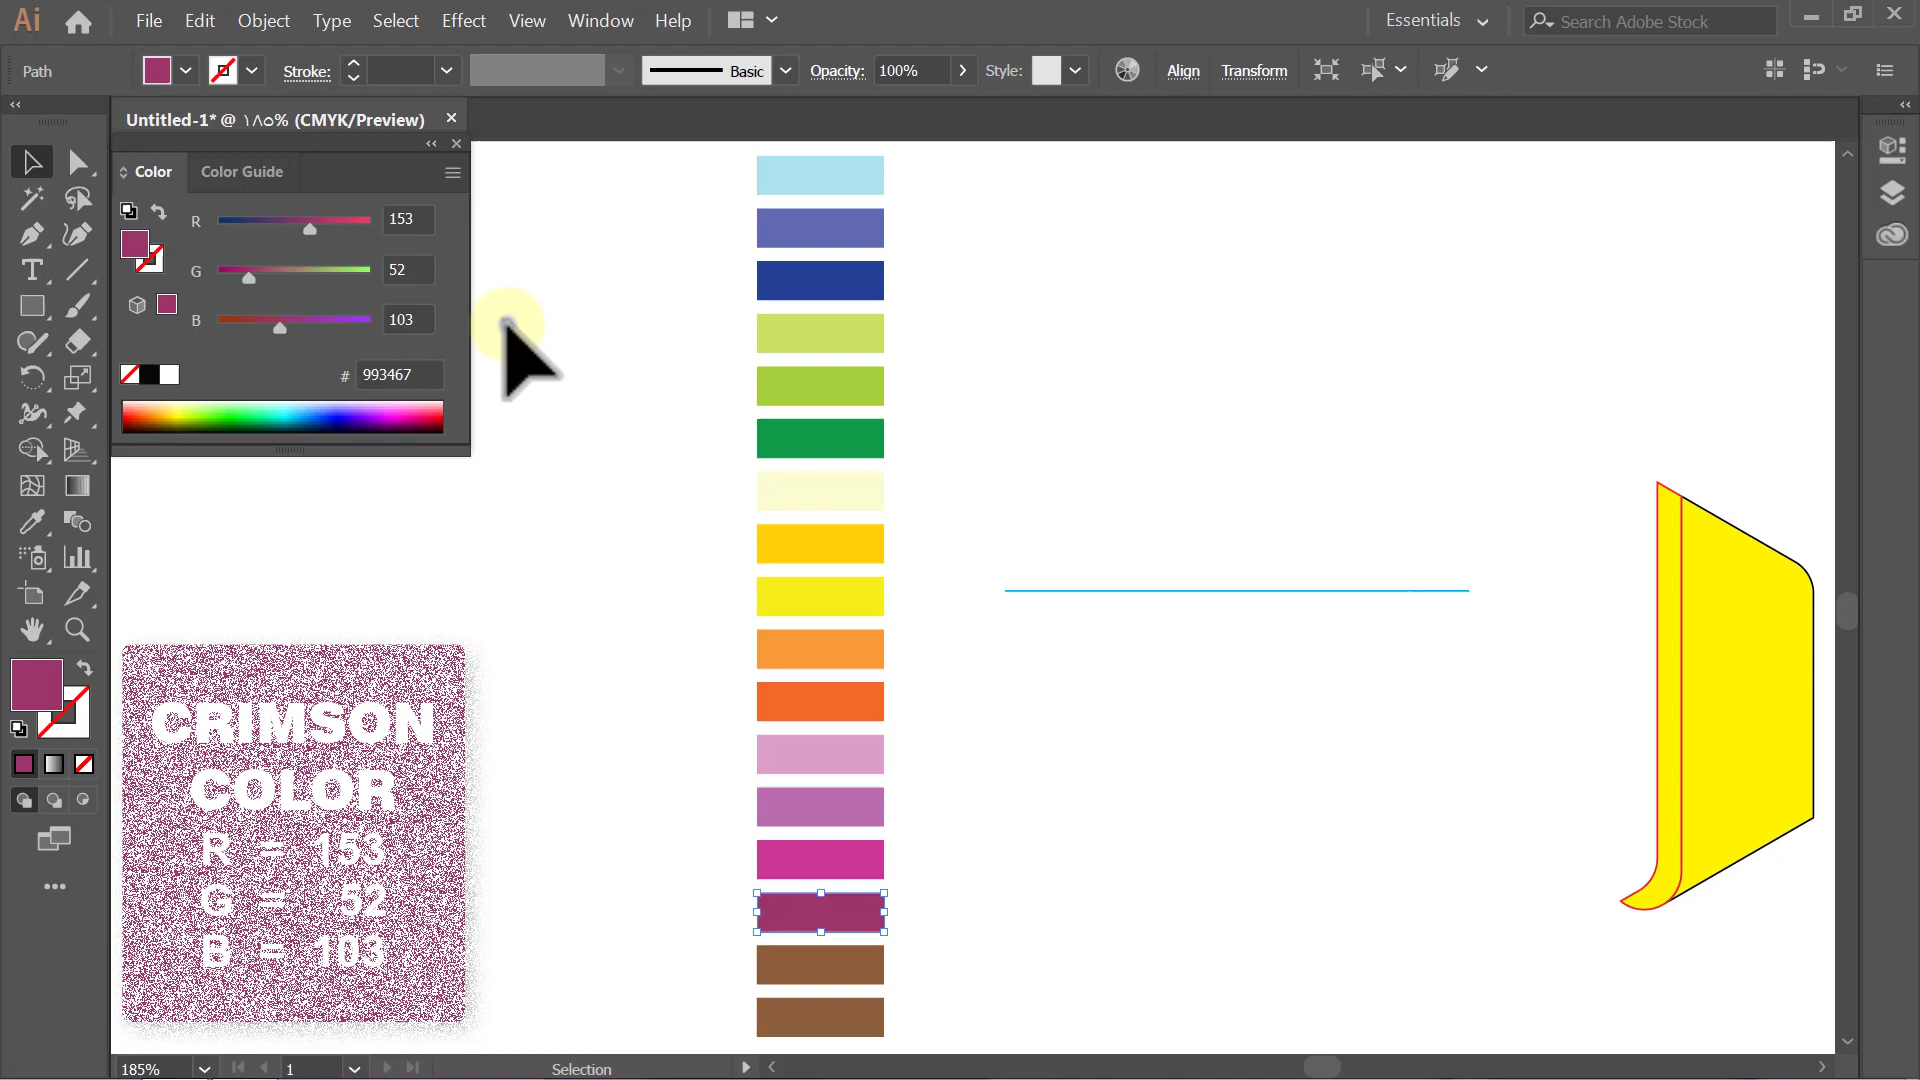 Ai File Edit Object Type Select Effect View Window Help Essentials Search Adobe Stock
Path Stroke: Basic Opacity: 100% Style: Align Transform
Untitled-1* @ ١٨٥% (CMYK/Preview)
Color Color Guide
R 153
G 52
B 103
# 993467
CRIMSON
COLOR
R = 153
G = 52
B = 103
185% 1 Selection